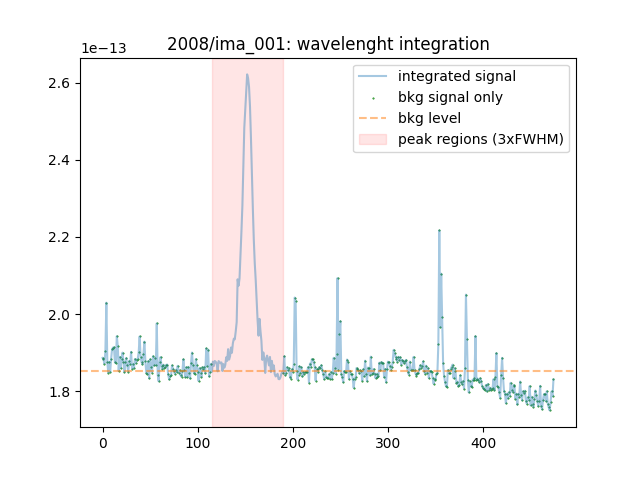 2008/ima_001: wavelenght integration
1e−13
2.6
2.4
2.2
2.0
1.8
0
100
200
300
400
integrated signal
bkg signal only
bkg level
peak regions (3xFWHM)